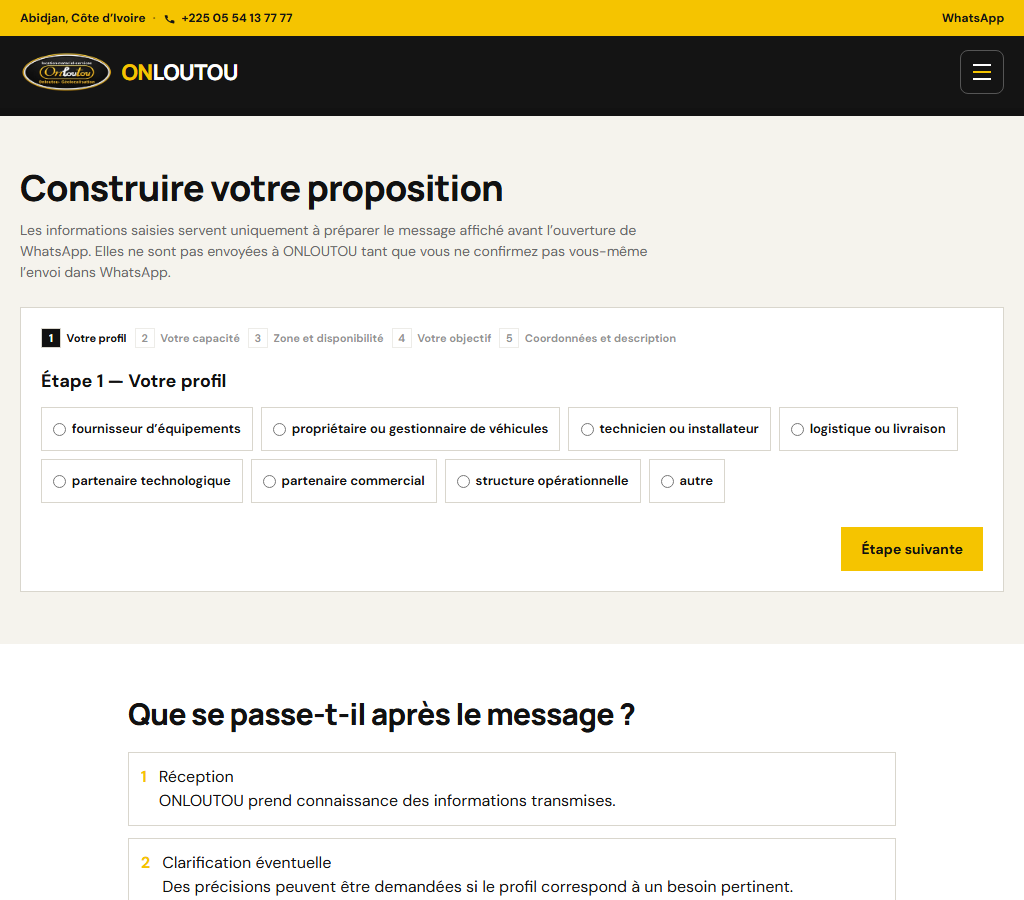 Abidjan, Côte d’Ivoire · +225 05 54 13 77 77
WhatsApp
Onloutou
ONLOUTOU
Construire votre proposition
Les informations saisies servent uniquement à préparer le message affiché avant l’ouverture de
WhatsApp. Elles ne sont pas envoyées à ONLOUTOU tant que vous ne confirmez pas vous-même
l’envoi dans WhatsApp.
1 Votre profil 2 Votre capacité 3 Zone et disponibilité 4 Votre objectif 5 Coordonnées et description
Étape 1 — Votre profil
fournisseur d’équipements propriétaire ou gestionnaire de véhicules technicien ou installateur logistique ou livraison
partenaire technologique partenaire commercial structure opérationnelle autre
Étape suivante
Que se passe-t-il après le message ?
1 Réception
ONLOUTOU prend connaissance des informations transmises.
2 Clarification éventuelle
Des précisions peuvent être demandées si le profil correspond à un besoin pertinent.